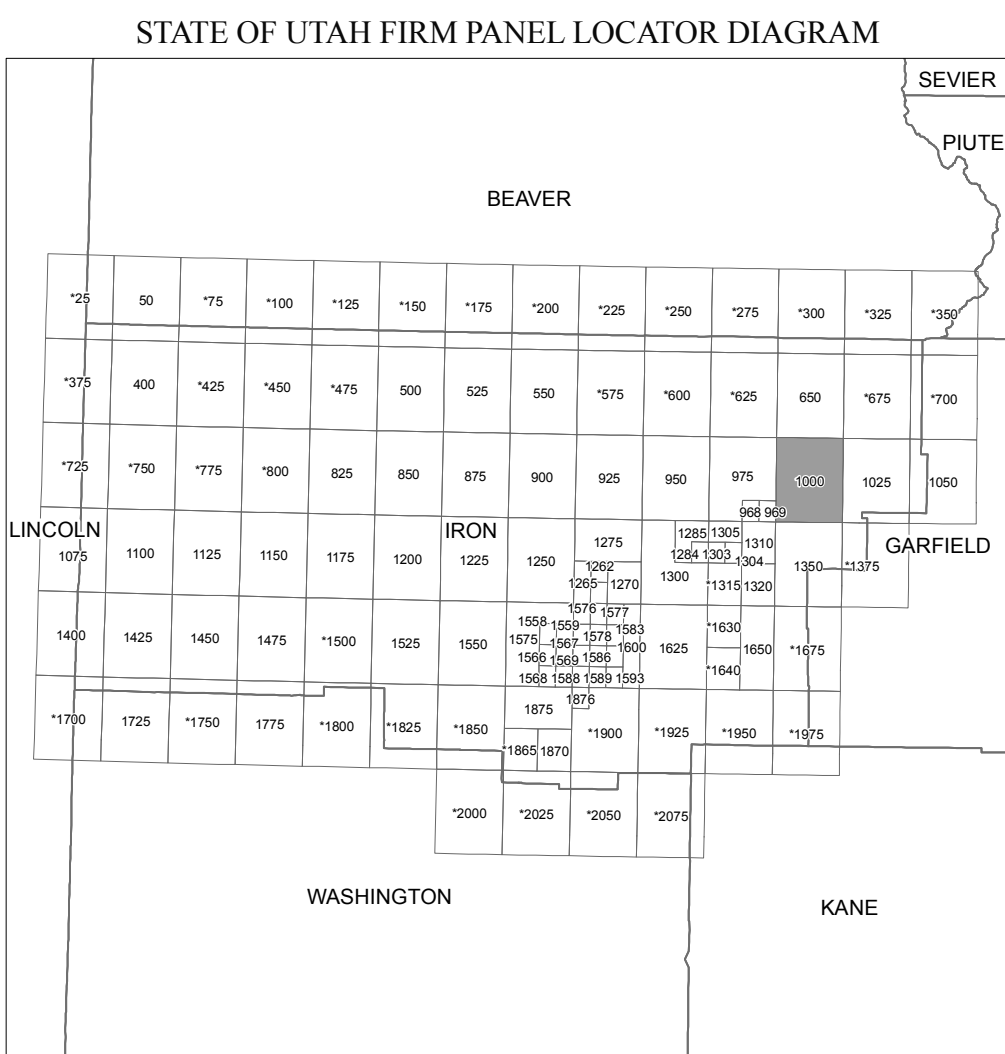 STATE OF UTAH FIRM PANEL LOCATOR DIAGRAM
SEVIER
PIUTE
BEAVER
*25 50 *75 *100 *125 *150 *175 *200 *225 *250 *275 *300 *325 *350
*375 400 *425 *450 *475 500 525 550 *575 *600 *625 650 *675 *700
*725 *750 *775 *800 825 850 875 900 925 950 975 1000 1025 1050
968 969
LINCOLN IRON GARFIELD
1075 1100 1125 1150 1175 1200 1225 1250 1275 1285 1305 1310
1284 1303 1304
1262 1265 1270 1300 *1315 1320 1350 *1375
1576 1577
1558 1559 1583 *1630
1400 1425 1450 1475 *1500 1525 1550 1575 1567 1578 1600 1625 1650 *1675
1566 1569 1586 *1640
1568 1588 1589 1593
1876
*1700 1725 *1750 1775 *1800 *1825 *1850 1875 *1900 *1925 *1950 *1975
*1865 1870
*2000 *2025 *2050 *2075
WASHINGTON
KANE